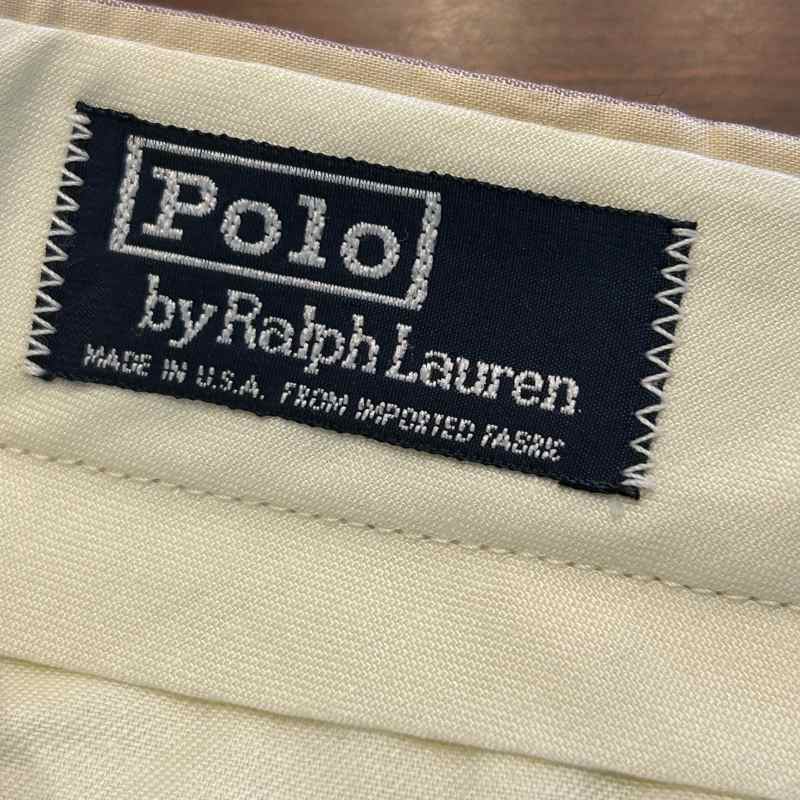 Polo
by Ralph Lauren
MADE IN U.S.A. FROM IMPORTED FABRIC